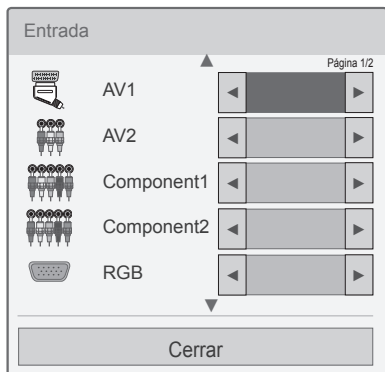 Entrada
Página 1/2
AV1
AV2
Component1
Component2
RGB
Cerrar